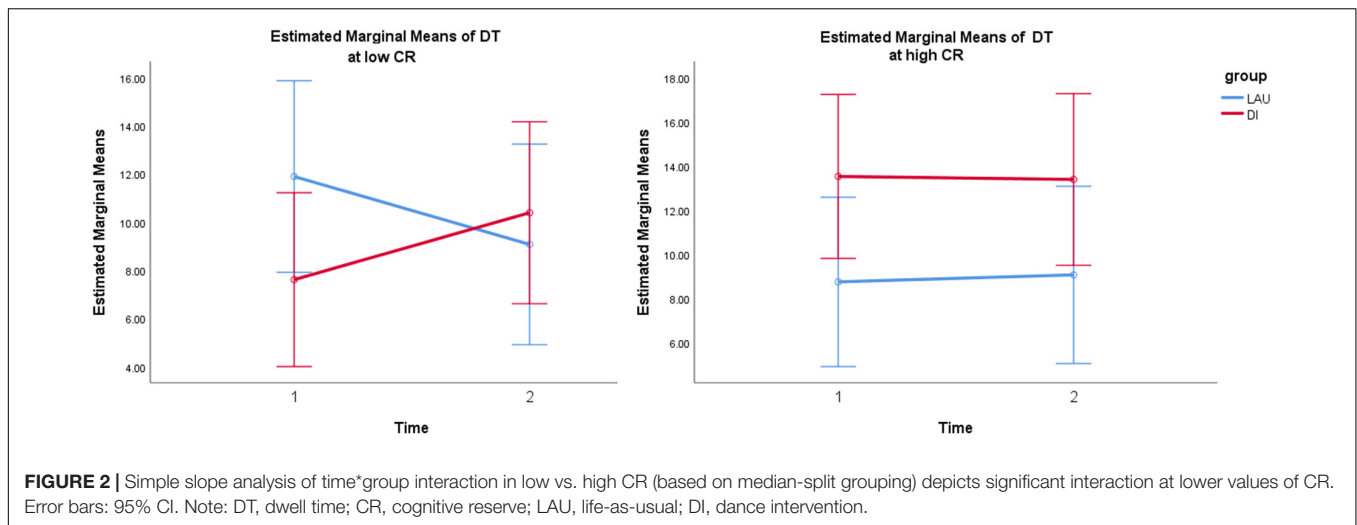 Estimated Marginal Means of DT
at low CR
Estimated Marginal Means
16.00
14.00
12.00
10.00
8.00
6.00
4.00
1
2
Time
Estimated Marginal Means of DT
at high CR
Estimated Marginal Means
18.00
16.00
14.00
12.00
10.00
8.00
6.00
1
2
Time
group
LAU
DI
FIGURE 2 | Simple slope analysis of time*group interaction in low vs. high CR (based on median-split grouping) depicts significant interaction at lower values of CR.
Error bars: 95% CI. Note: DT, dwell time; CR, cognitive reserve; LAU, life-as-usual; DI, dance intervention.